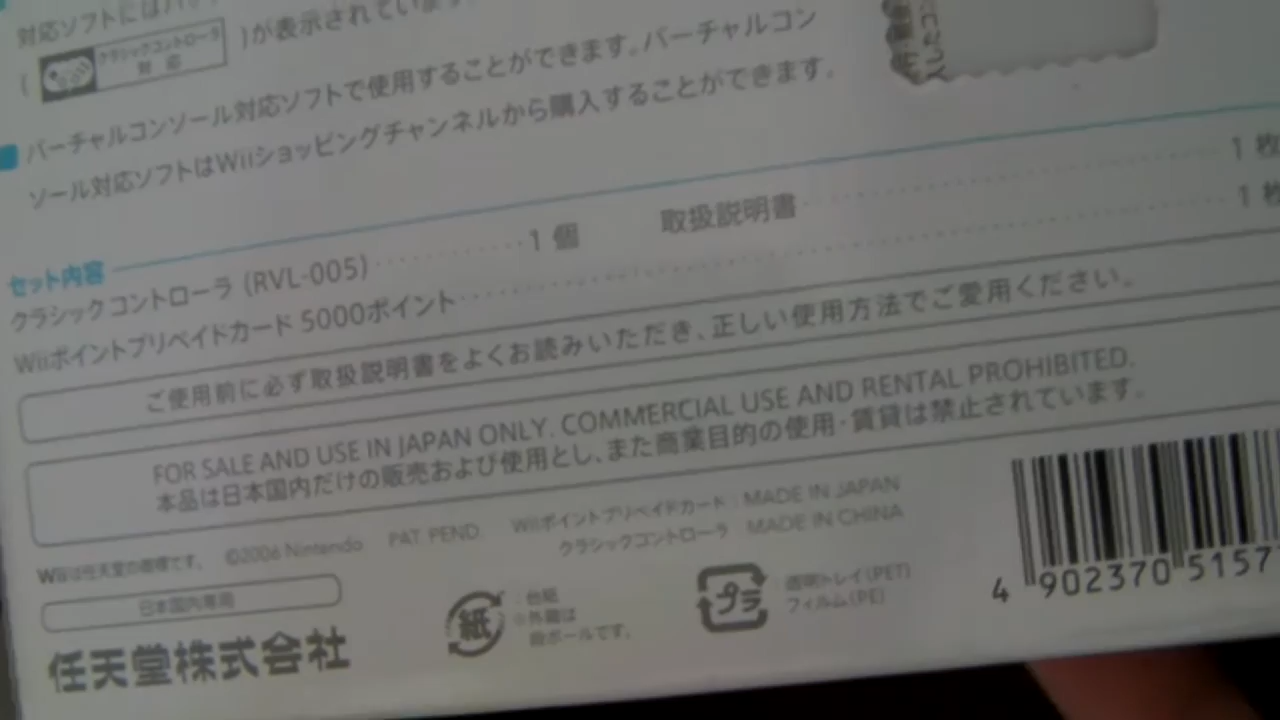 対応ソフトには
(クラシックコントローラ 対応)が表示されています
バーチャルコンソール対応ソフトで使用することができます。バーチャルコン
ソール対応ソフトはWiiショッピングチャンネルから購入することができます。
セット内容
クラシックコントローラ (RVL-005) 1 個 取扱説明書 1 枚
Wiiポイントプリペイドカード 5000ポイント 1 枚
ご使用前に必ず取扱説明書をよくお読みいただき、正しい使用方法でご愛用ください。
FOR SALE AND USE IN JAPAN ONLY. COMMERCIAL USE AND RENTAL PROHIBITED.
本品は日本国内だけの販売および使用とし、また商業目的の使用・賃貸は禁止されています。
Wiiは任天堂の商標です。 ©2006 Nintendo PAT. PEND. Wiiポイントプリペイドカード : MADE IN JAPAN
クラシックコントローラ : MADE IN CHINA
日本国内専用
任天堂株式会社
紙 : 台紙
※外箱は
段ボールです。
プラ : 透明トレイ(PET)
フィルム(PE)
4 902370 5157